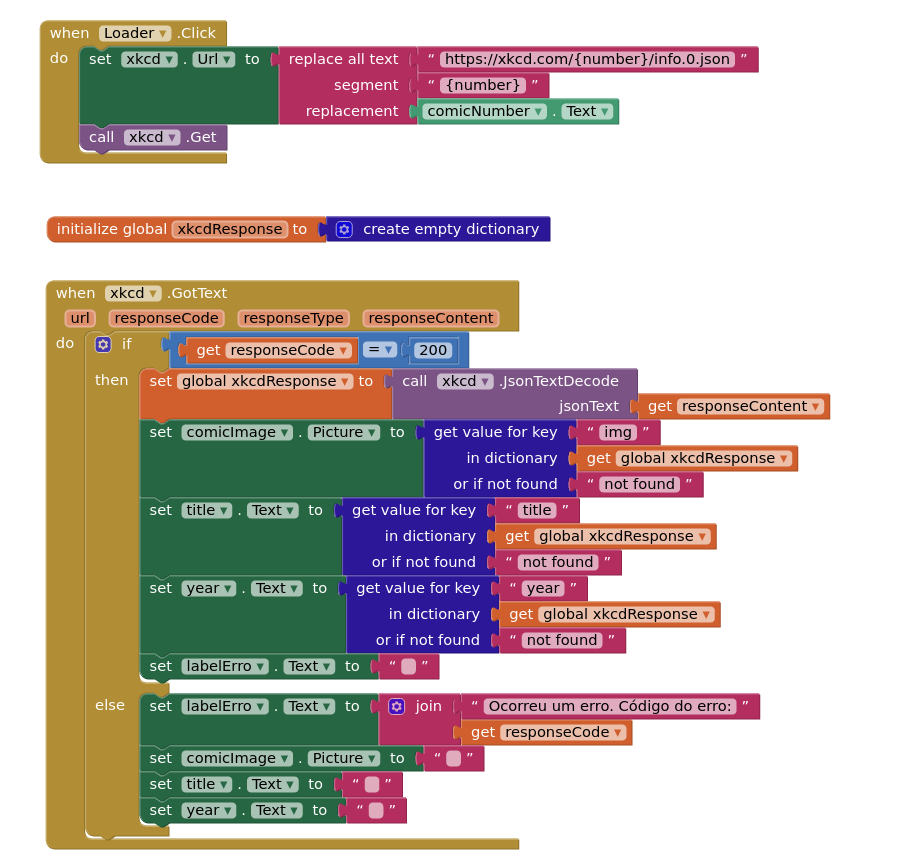 when Loader .Click
do set xkcd . Url to replace all text “ https://xkcd.com/{number}/info.0.json ”
segment “ {number} ”
replacement comicNumber . Text
call xkcd .Get
initialize global xkcdResponse to create empty dictionary
when xkcd .GotText
url responseCode responseType responseContent
do if get responseCode = 200
then set global xkcdResponse to call xkcd .JsonTextDecode
jsonText get responseContent
set comicImage . Picture to get value for key “ img ”
in dictionary get global xkcdResponse
or if not found “ not found ”
set title . Text to get value for key “ title ”
in dictionary get global xkcdResponse
or if not found “ not found ”
set year . Text to get value for key “ year ”
in dictionary get global xkcdResponse
or if not found “ not found ”
set labelErro . Text to “ ”
else set labelErro . Text to join “ Ocorreu um erro. Código do erro: ”
get responseCode
set comicImage . Picture to “ ”
set title . Text to “ ”
set year . Text to “ ”